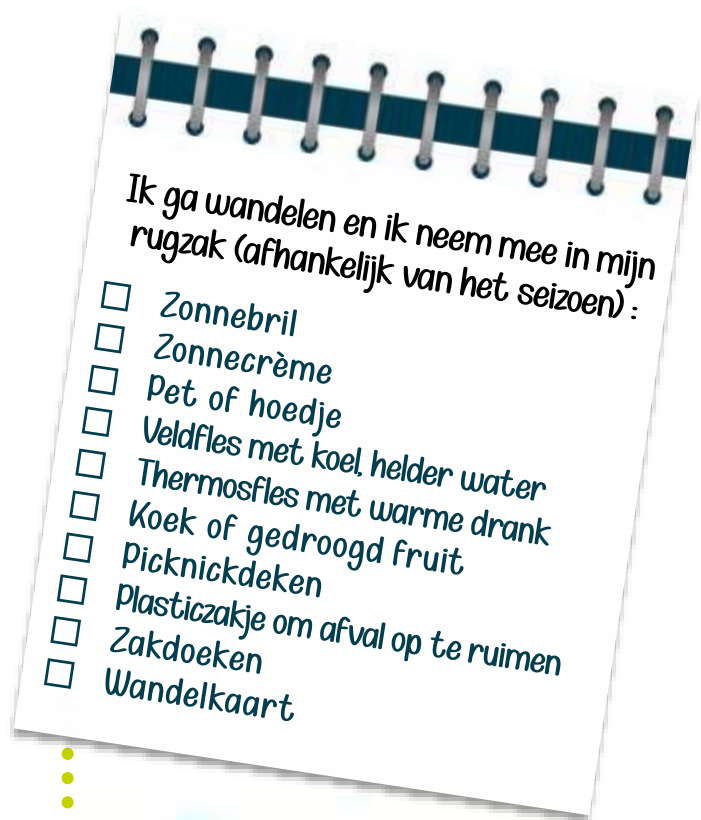 Ik ga wandelen en ik neem mee in mijn
rugzak (afhankelijk van het seizoen) :
Zonnebril
Zonnecrème
Pet of hoedje
Veldfles met koel, helder water
Thermosfles met warme drank
Koek of gedroogd fruit
Picknickdeken
Plasticzakje om afval op te ruimen
Zakdoeken
Wandelkaart